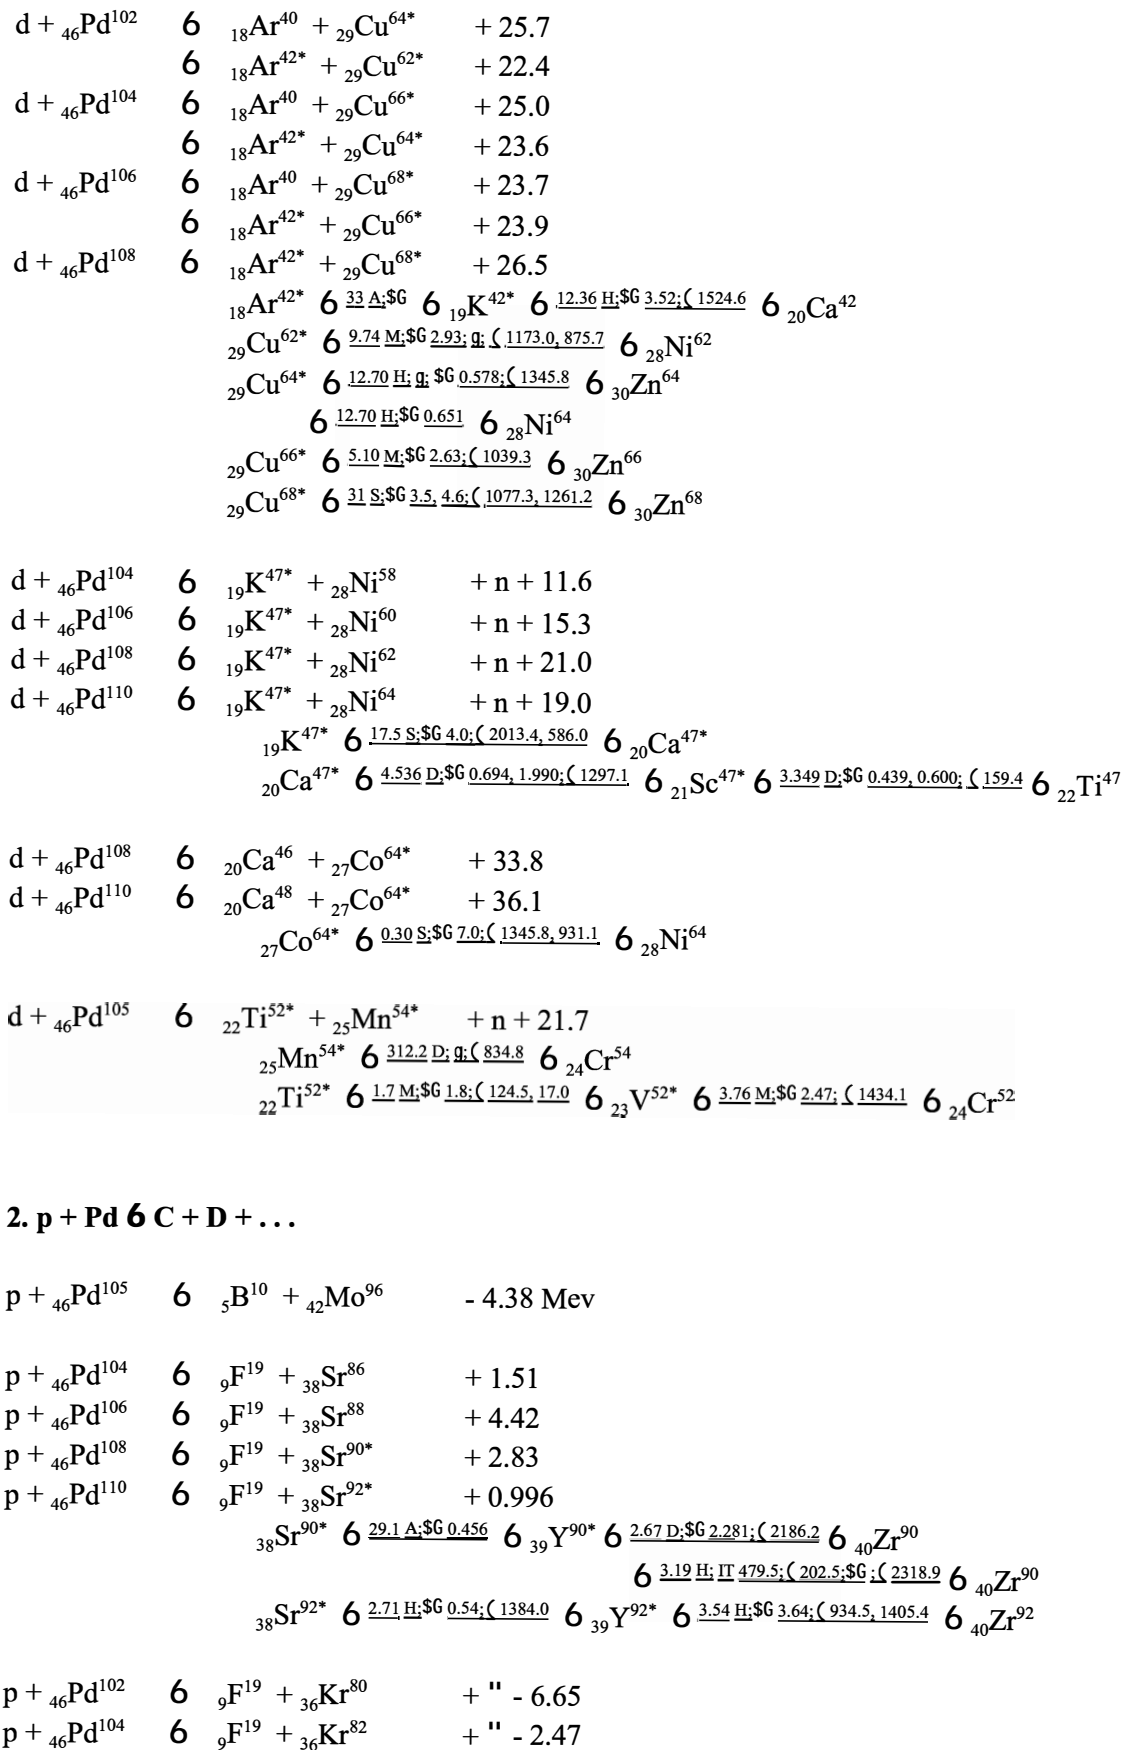 d + ₄₆Pd¹⁰² 6 ₁₈Ar⁴⁰ + ₂₉Cu⁶⁴* + 25.7
6 ₁₈Ar⁴²* + ₂₉Cu⁶²* + 22.4
d + ₄₆Pd¹⁰⁴ 6 ₁₈Ar⁴⁰ + ₂₉Cu⁶⁶* + 25.0
6 ₁₈Ar⁴²* + ₂₉Cu⁶⁴* + 23.6
d + ₄₆Pd¹⁰⁶ 6 ₁₈Ar⁴⁰ + ₂₉Cu⁶⁸* + 23.7
6 ₁₈Ar⁴²* + ₂₉Cu⁶⁶* + 23.9
d + ₄₆Pd¹⁰⁸ 6 ₁₈Ar⁴²* + ₂₉Cu⁶⁸* + 26.5
₁₈Ar⁴²* 6 33 A;$G 6 ₁₉K⁴²* 6 12.36 H;$G 3.52;( 1524.6 6 ₂₀Ca⁴²
₂₉Cu⁶²* 6 9.74 M;$G 2.93; g; ( 1173.0, 875.7 6 ₂₈Ni⁶²
₂₉Cu⁶⁴* 6 12.70 H; g; $G 0.578;( 1345.8 6 ₃₀Zn⁶⁴
6 12.70 H;$G 0.651 6 ₂₈Ni⁶⁴
₂₉Cu⁶⁶* 6 5.10 M;$G 2.63;( 1039.3 6 ₃₀Zn⁶⁶
₂₉Cu⁶⁸* 6 31 S;$G 3.5, 4.6;( 1077.3, 1261.2 6 ₃₀Zn⁶⁸
d + ₄₆Pd¹⁰⁴ 6 ₁₉K⁴⁷* + ₂₈Ni⁵⁸ + n + 11.6
d + ₄₆Pd¹⁰⁶ 6 ₁₉K⁴⁷* + ₂₈Ni⁶⁰ + n + 15.3
d + ₄₆Pd¹⁰⁸ 6 ₁₉K⁴⁷* + ₂₈Ni⁶² + n + 21.0
d + ₄₆Pd¹¹⁰ 6 ₁₉K⁴⁷* + ₂₈Ni⁶⁴ + n + 19.0
₁₉K⁴⁷* 6 17.5 S;$G 4.0;( 2013.4, 586.0 6 ₂₀Ca⁴⁷*
₂₀Ca⁴⁷* 6 4.536 D;$G 0.694, 1.990;( 1297.1 6 ₂₁Sc⁴⁷* 6 3.349 D;$G 0.439, 0.600; ( 159.4 6 ₂₂Ti⁴⁷
d + ₄₆Pd¹⁰⁸ 6 ₂₀Ca⁴⁶ + ₂₇Co⁶⁴* + 33.8
d + ₄₆Pd¹¹⁰ 6 ₂₀Ca⁴⁸ + ₂₇Co⁶⁴* + 36.1
₂₇Co⁶⁴* 6 0.30 S;$G 7.0;( 1345.8, 931.1 6 ₂₈Ni⁶⁴
d + ₄₆Pd¹⁰⁵ 6 ₂₂Ti⁵²* + ₂₅Mn⁵⁴* + n + 21.7
₂₅Mn⁵⁴* 6 312.2 D; g;( 834.8 6 ₂₄Cr⁵⁴
₂₂Ti⁵²* 6 1.7 M;$G 1.8;( 124.5, 17.0 6 ₂₃V⁵²* 6 3.76 M;$G 2.47; ( 1434.1 6 ₂₄Cr⁵²
2. p + Pd 6 C + D + . . .
p + ₄₆Pd¹⁰⁵ 6 ₅B¹⁰ + ₄₂Mo⁹⁶ - 4.38 Mev
p + ₄₆Pd¹⁰⁴ 6 ₉F¹⁹ + ₃₈Sr⁸⁶ + 1.51
p + ₄₆Pd¹⁰⁶ 6 ₉F¹⁹ + ₃₈Sr⁸⁸ + 4.42
p + ₄₆Pd¹⁰⁸ 6 ₉F¹⁹ + ₃₈Sr⁹⁰* + 2.83
p + ₄₆Pd¹¹⁰ 6 ₉F¹⁹ + ₃₈Sr⁹²* + 0.996
₃₈Sr⁹⁰* 6 29.1 A;$G 0.456 6 ₃₉Y⁹⁰* 6 2.67 D;$G 2.281;( 2186.2 6 ₄₀Zr⁹⁰
6 3.19 H; IT 479.5;( 202.5;$G ;( 2318.9 6 ₄₀Zr⁹⁰
₃₈Sr⁹²* 6 2.71 H;$G 0.54;( 1384.0 6 ₃₉Y⁹²* 6 3.54 H;$G 3.64;( 934.5, 1405.4 6 ₄₀Zr⁹²
p + ₄₆Pd¹⁰² 6 ₉F¹⁹ + ₃₆Kr⁸⁰ + " - 6.65
p + ₄₆Pd¹⁰⁴ 6 ₉F¹⁹ + ₃₆Kr⁸² + " - 2.47